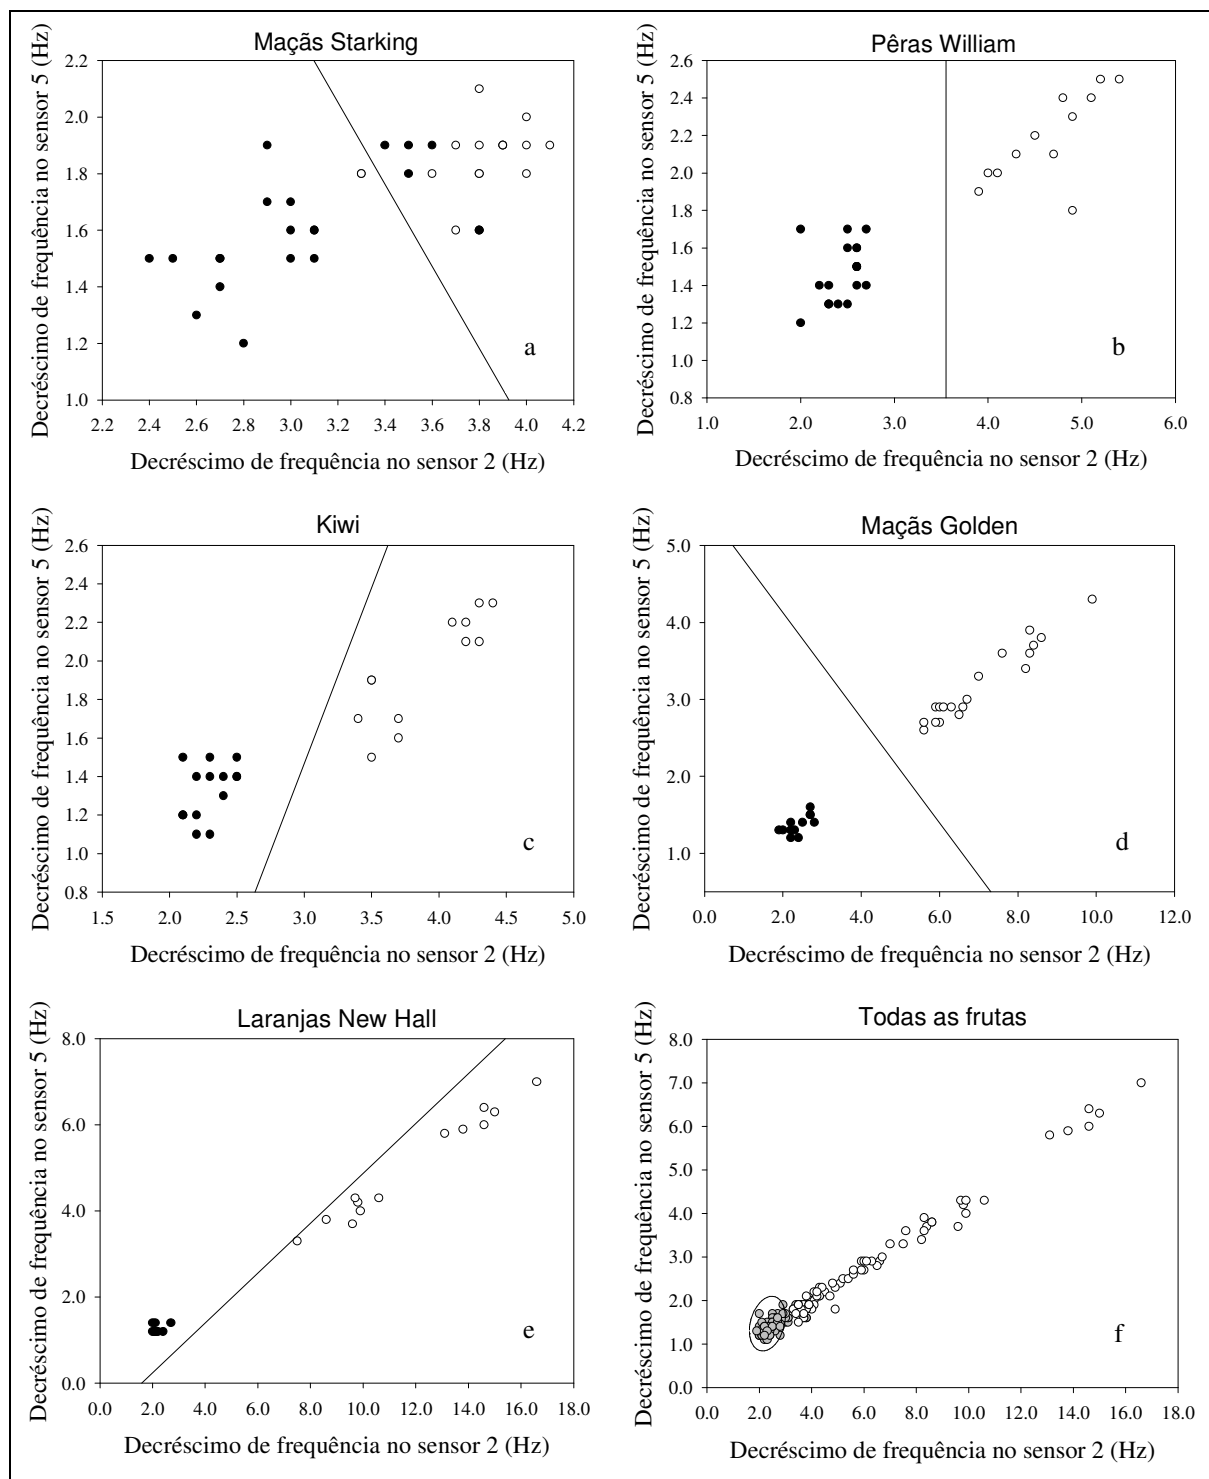 Maçãs Starking
Decréscimo de frequência no sensor 5 (Hz)
2.2
2.0
1.8
1.6
1.4
1.2
1.0
a
2.2 2.4 2.6 2.8 3.0 3.2 3.4 3.6 3.8 4.0 4.2
Decréscimo de frequência no sensor 2 (Hz)
Pêras William
Decréscimo de frequência no sensor 5 (Hz)
2.6
2.4
2.2
2.0
1.8
1.6
1.4
1.2
1.0
0.8
b
1.0 2.0 3.0 4.0 5.0 6.0
Decréscimo de frequência no sensor 2 (Hz)
Kiwi
Decréscimo de frequência no sensor 5 (Hz)
2.6
2.4
2.2
2.0
1.8
1.6
1.4
1.2
1.0
0.8
c
1.5 2.0 2.5 3.0 3.5 4.0 4.5 5.0
Decréscimo de frequência no sensor 2 (Hz)
Maçãs Golden
Decréscimo de frequência no sensor 5 (Hz)
5.0
4.0
3.0
2.0
1.0
d
0.0 2.0 4.0 6.0 8.0 10.0 12.0
Decréscimo de frequência no sensor 2 (Hz)
Laranjas New Hall
Decréscimo de frequência no sensor 5 (Hz)
8.0
6.0
4.0
2.0
0.0
e
0.0 2.0 4.0 6.0 8.0 10.0 12.0 14.0 16.0 18.0
Decréscimo de frequência no sensor 2 (Hz)
Todas as frutas
Decréscimo de frequência no sensor 5 (Hz)
8.0
7.0
6.0
5.0
4.0
3.0
2.0
1.0
0.0
f
0.0 2.0 4.0 6.0 8.0 10.0 12.0 14.0 16.0 18.0
Decréscimo de frequência no sensor 2 (Hz)